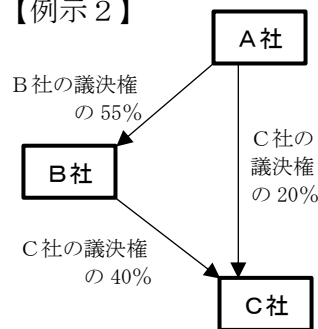 【例示２】
Ａ社
Ｂ社の議決権
の 55%
Ｃ社の
議決権
の 20%
Ｂ社
Ｃ社の議決権
の 40%
Ｃ社